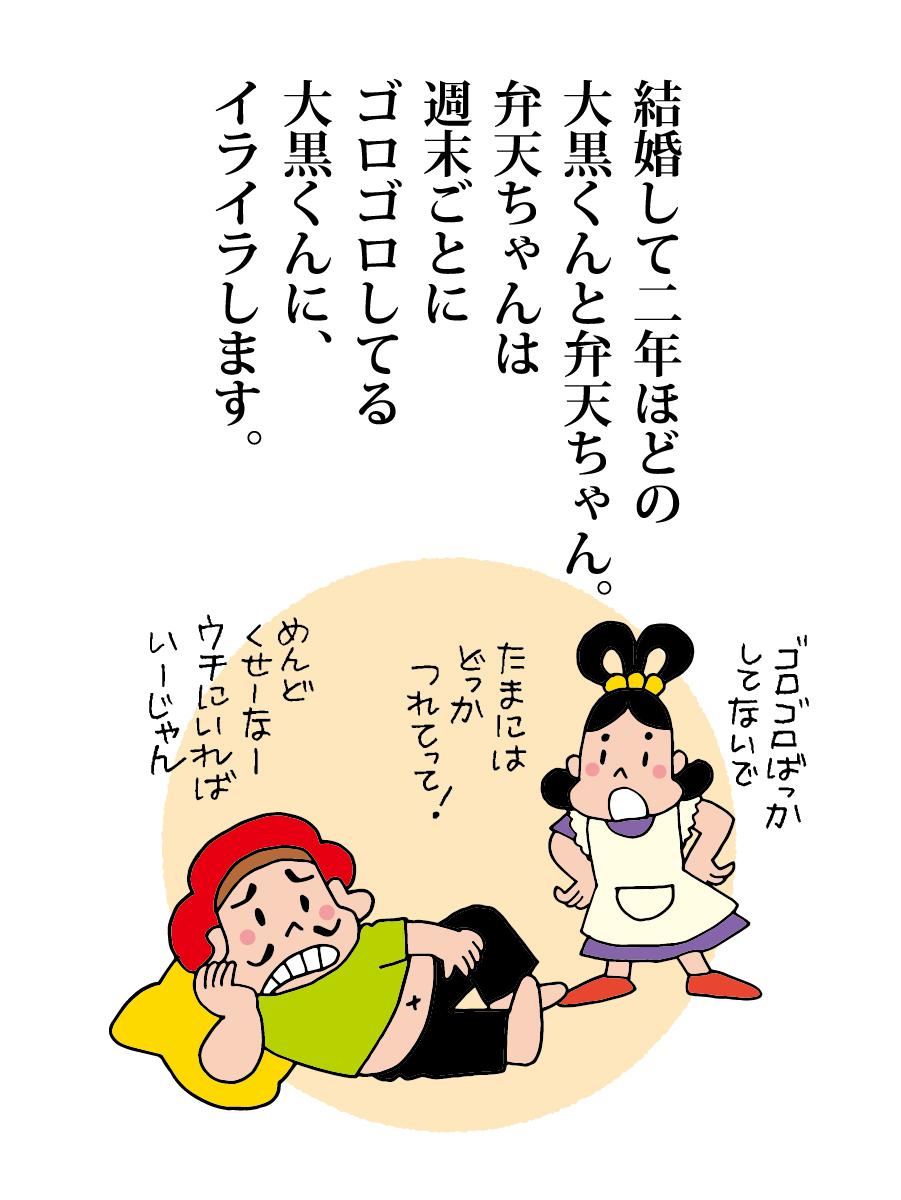 結婚して二年ほどの
大黒くんと弁天ちゃん。
弁天ちゃんは
週末ごとに
ゴロゴロしてる
大黒くんに、
イライラします。
ゴロゴロばっか
してないで
たまには
どっか
つれてって!
めんど
くせーなー
ウチにいれば
いーじゃん